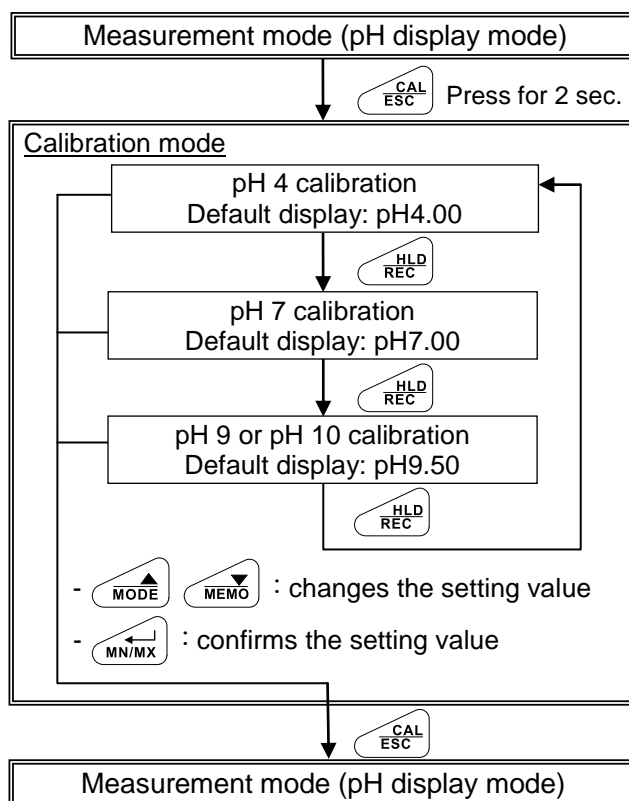 Measurement mode (pH display mode)
CAL
ESC
Press for 2 sec.
Calibration mode
pH 4 calibration
Default display: pH4.00
HLD
REC
pH 7 calibration
Default display: pH7.00
HLD
REC
pH 9 or pH 10 calibration
Default display: pH9.50
HLD
REC
- ▲ MODE ▼ MEMO : changes the setting value
- ↵ MN/MX : confirms the setting value
CAL
ESC
Measurement mode (pH display mode)